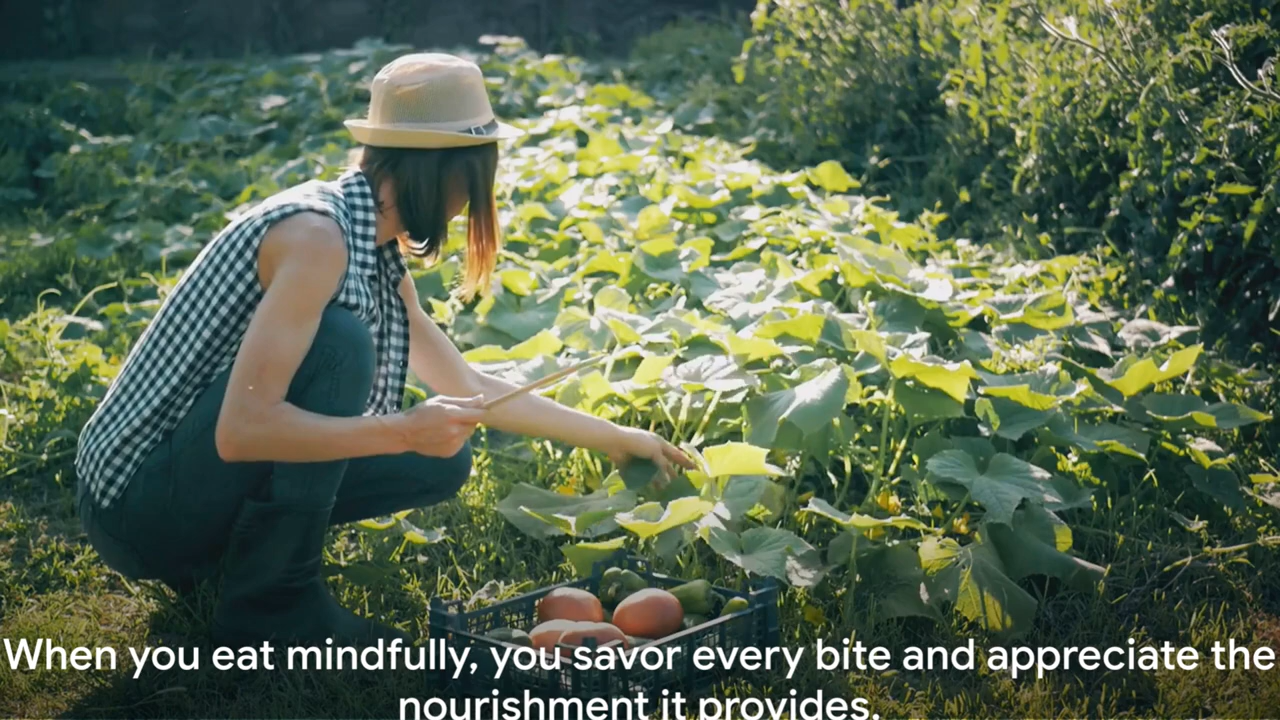 When you eat mindfully, you savor every bite and appreciate the
nourishment it provides.